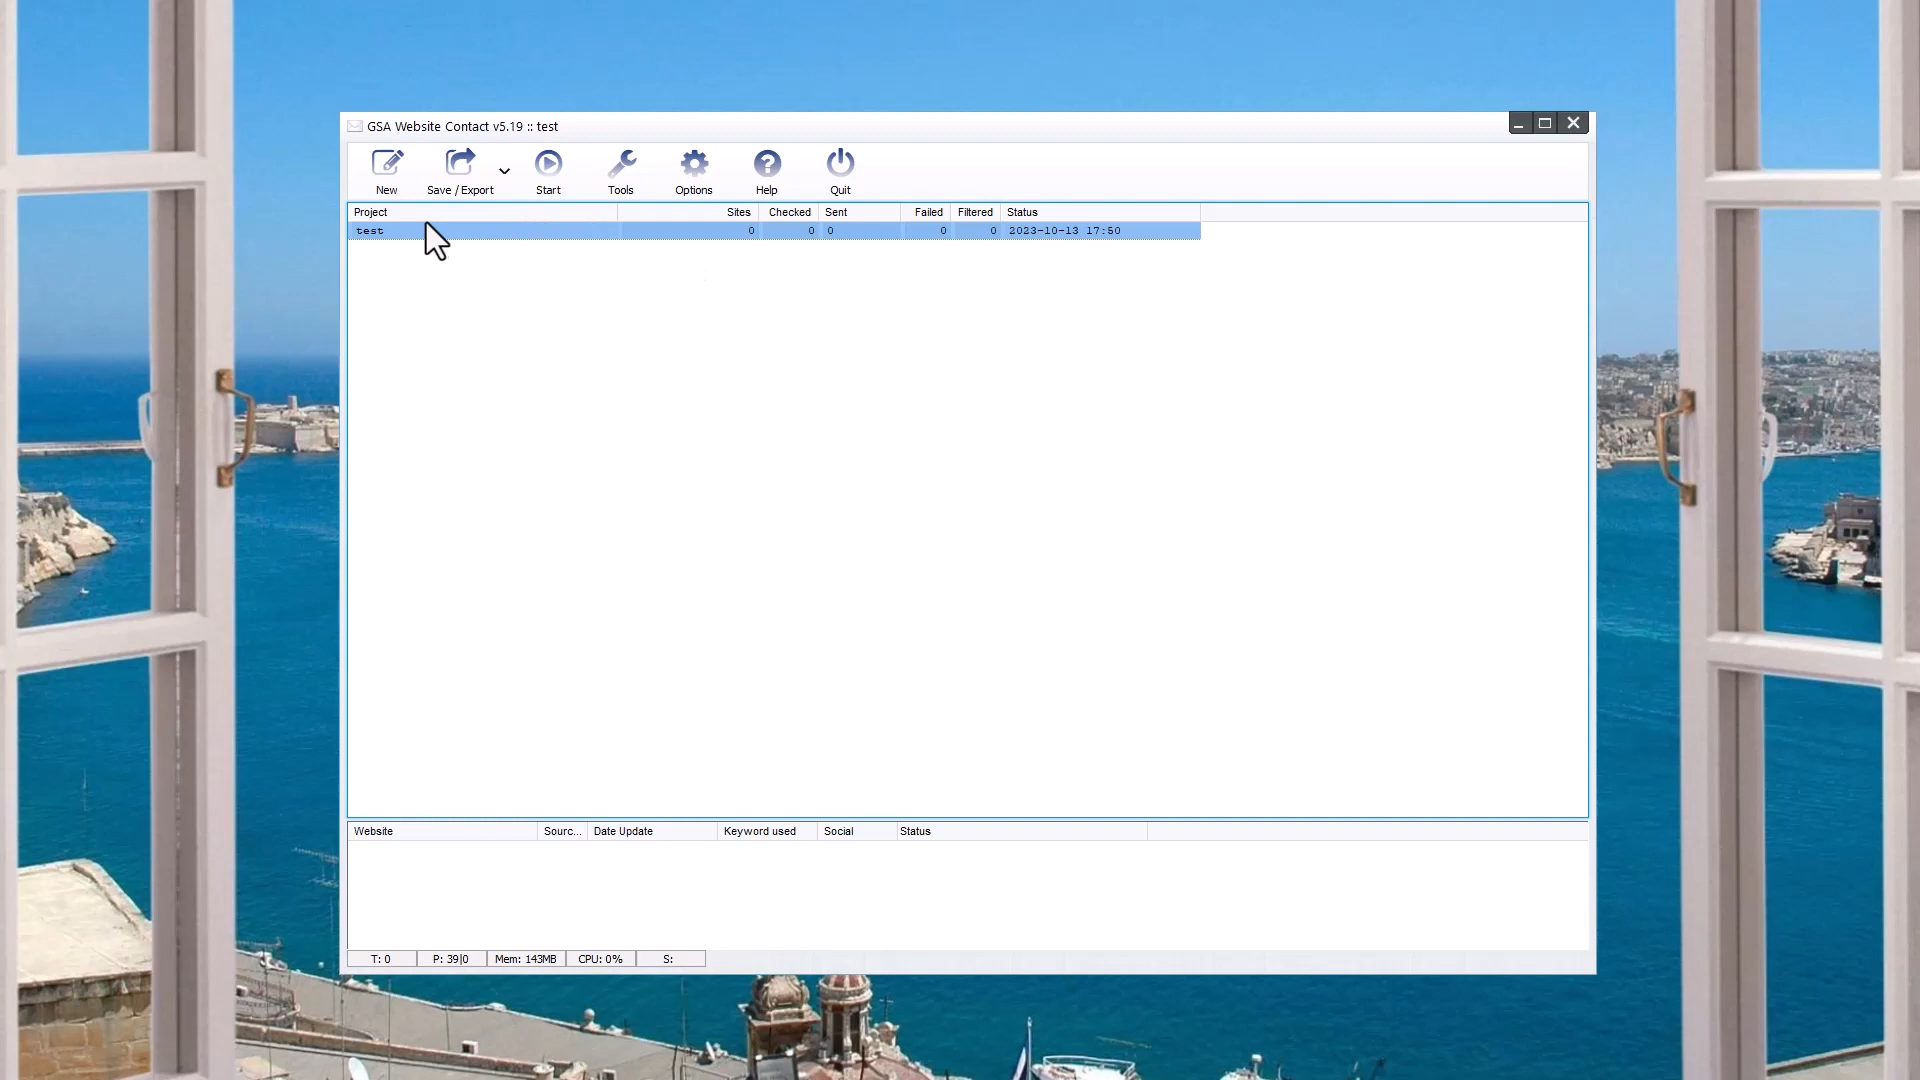 GSA Website Contact v5.19 :: test
New Save / Export Start Tools Options Help Quit
Project Sites Checked Sent Failed Filtered Status
test 0 0 0 0 0 2023-10-13 17:50
Website Sourc... Date Update Keyword used Social Status
T: 0 P: 39|0 Mem: 143MB CPU: 0% S: